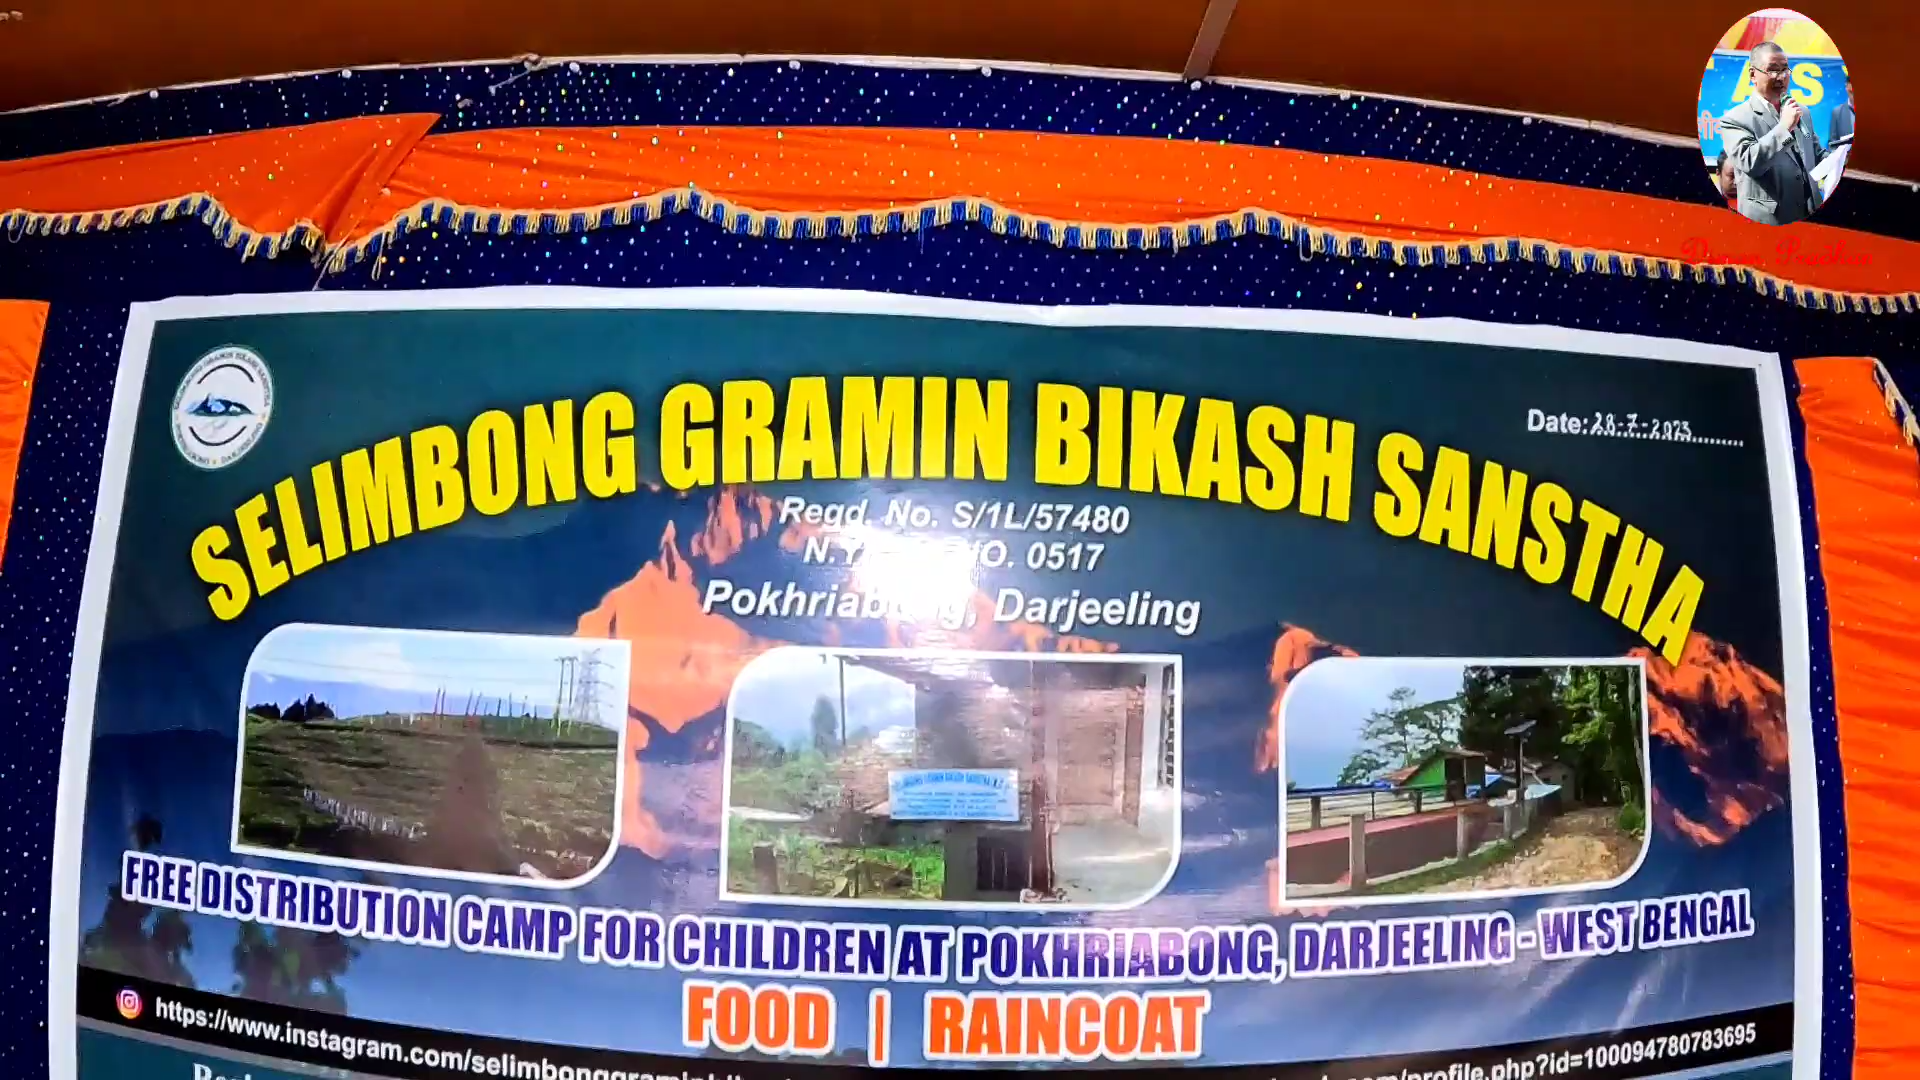 SELIMBONG GRAMIN BIKASH SANSTHA
Date: 28-7-2023
Regd. No. S/1L/57480
0517
Darjeeling
FREE DISTRIBUTION CAMP FOR CHILDREN AT POKHRIABONG, DARJEELING - WEST BENGAL
FOOD | RAINCOAT
https://www.instagram.com/
profile.php?id=100094780783695